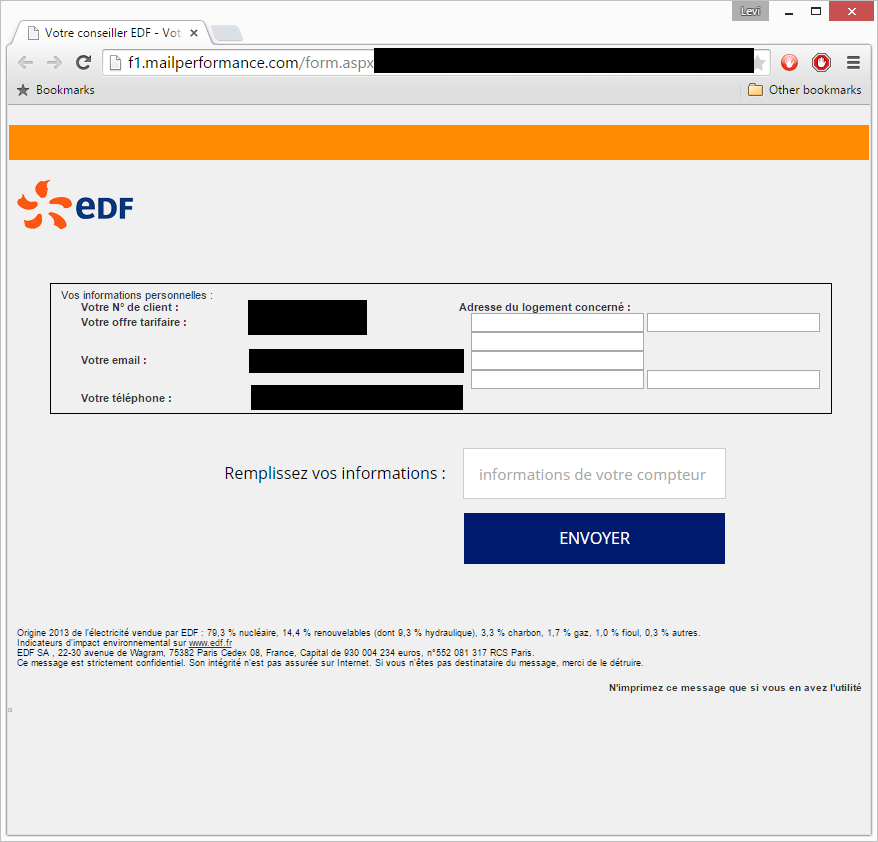 Levi
Votre conseiller EDF - Vot
f1.mailperformance.com/form.aspx
Bookmarks
Other bookmarks
eDF
Vos informations personnelles :
Votre N° de client :
Adresse du logement concerné :
Votre offre tarifaire :
Votre email :
Votre téléphone :
Remplissez vos informations :
informations de votre compteur
ENVOYER
Origine 2013 de l'électricité vendue par EDF : 79,3 % nucléaire, 14,4 % renouvelables (dont 9,3 % hydraulique), 3,3 % charbon, 1,7 % gaz, 1,0 % fioul, 0,3 % autres.
Indicateurs d'impact environnemental sur www.edf.fr
EDF SA , 22-30 avenue de Wagram, 75382 Paris Cedex 08, France, Capital de 930 004 234 euros, n°552 081 317 RCS Paris.
Ce message est strictement confidentiel. Son intégrité n'est pas assurée sur Internet. Si vous n'êtes pas destinataire du message, merci de le détruire.
N'imprimez ce message que si vous en avez l'utilité